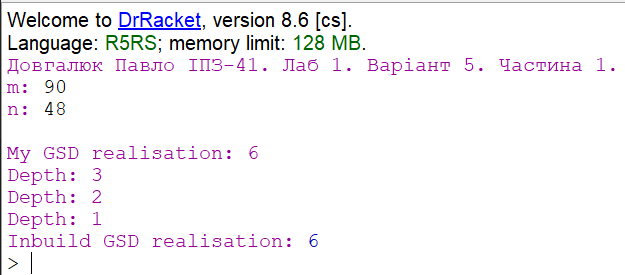 Welcome to DrRacket, version 8.6 [cs].
Language: R5RS; memory limit: 128 MB.
Довгалюк Павло ІПЗ-41. Лаб 1. Варіант 5. Частина 1.
m: 90
n: 48
My GSD realisation: 6
Depth: 3
Depth: 2
Depth: 1
Inbuild GSD realisation: 6
>